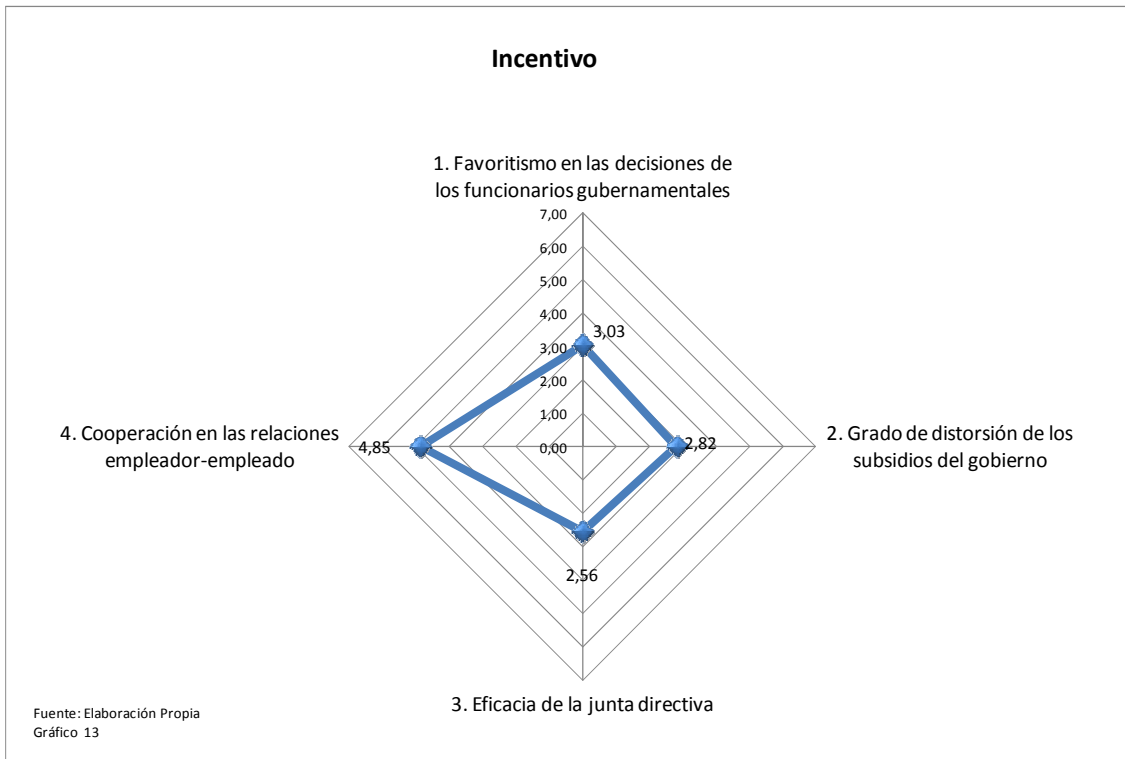 Incentivo
1. Favoritismo en las decisiones de
los funcionarios gubernamentales
7,00
6,00
5,00
4,00
3,00
2,00
1,00
0,00
3,03
2,82
2,56
4,85
2. Grado de distorsión de los
subsidios del gobierno
3. Eficacia de la junta directiva
4. Cooperación en las relaciones
empleador-empleado
Fuente: Elaboración Propia
Gráfico 13